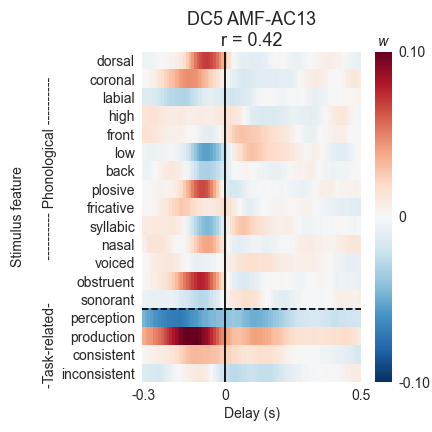 DC5 AMF-AC13
r = 0.42
w
dorsal
coronal
labial
high
front
low
back
plosive
fricative
syllabic
nasal
voiced
obstruent
sonorant
perception
production
consistent
inconsistent
Stimulus feature
---------- Phonological ----------
-Task-related-
0.10
0
-0.10
-0.3 0 0.5
Delay (s)